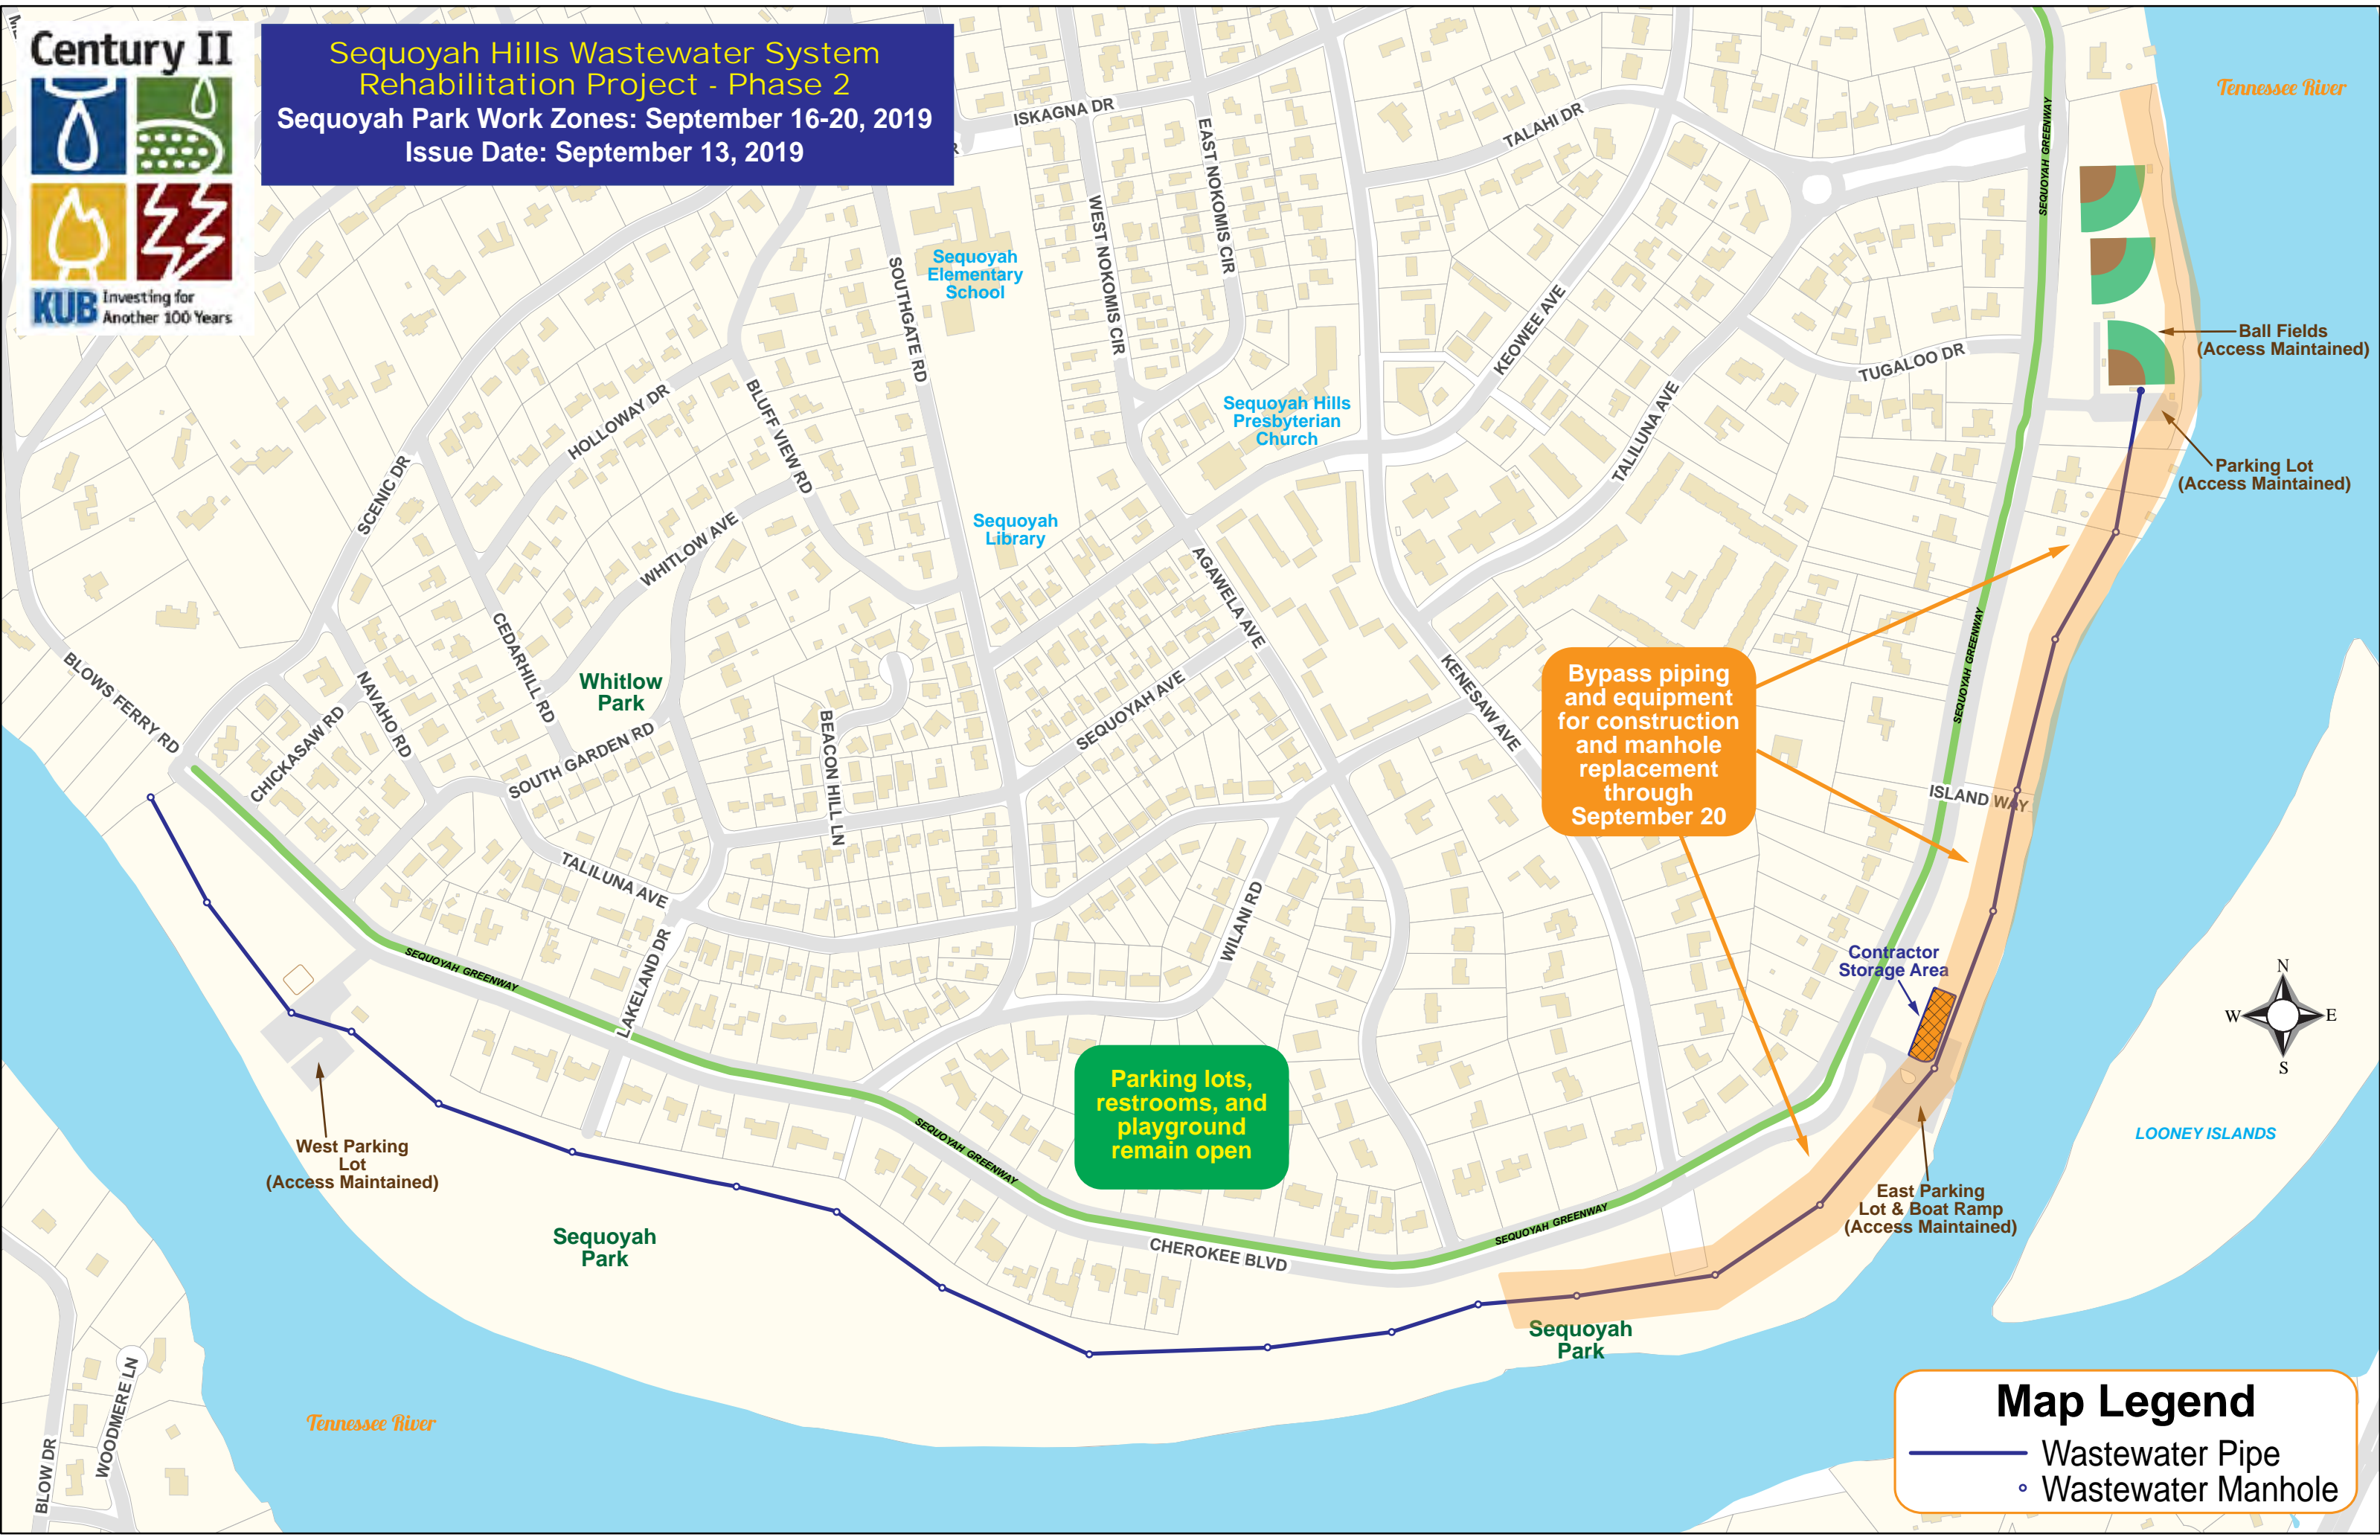 Century II
KUB Investing for
Another 100 Years
Sequoyah Hills Wastewater System
Rehabilitation Project - Phase 2
Sequoyah Park Work Zones: September 16-20, 2019
Issue Date: September 13, 2019
Tennessee River
ISKAGNA DR
TALAHI DR
EAST NOKOMIS CIR
WEST NOKOMIS CIR
SEQUOYAH GREENWAY
Sequoyah
Elementary
School
SOUTHGATE RD
KEOWEE AVE
TUGALOO DR
Ball Fields
(Access Maintained)
HOLLOWAY DR
BLUFF VIEW RD
Sequoyah Hills
Presbyterian
Church
TALILUNA AVE
Parking Lot
(Access Maintained)
SCENIC DR
WHITLOW AVE
Sequoyah
Library
AGAWELA AVE
BLOWS FERRY RD
NAVAHO RD
CEDARHILL RD
Whitlow
Park
CHICKASAW RD
SOUTH GARDEN RD
BEACON HILL LN
SEQUOYAH AVE
KENESAW AVE
Bypass piping
and equipment
for construction
and manhole
replacement
through
September 20
SEQUOYAH GREENWAY
ISLAND WAY
TALILUNA AVE
WILANI RD
LAKELAND DR
SEQUOYAH GREENWAY
Contractor
Storage Area
N
W
E
S
Parking lots,
restrooms, and
playground
remain open
West Parking
Lot
(Access Maintained)
SEQUOYAH GREENWAY
LOONEY ISLANDS
East Parking
Lot & Boat Ramp
(Access Maintained)
Sequoyah
Park
CHEROKEE BLVD
SEQUOYAH GREENWAY
Sequoyah
Park
Tennessee River
WOODMERE LN
BLOW DR
Map Legend
Wastewater Pipe
Wastewater Manhole